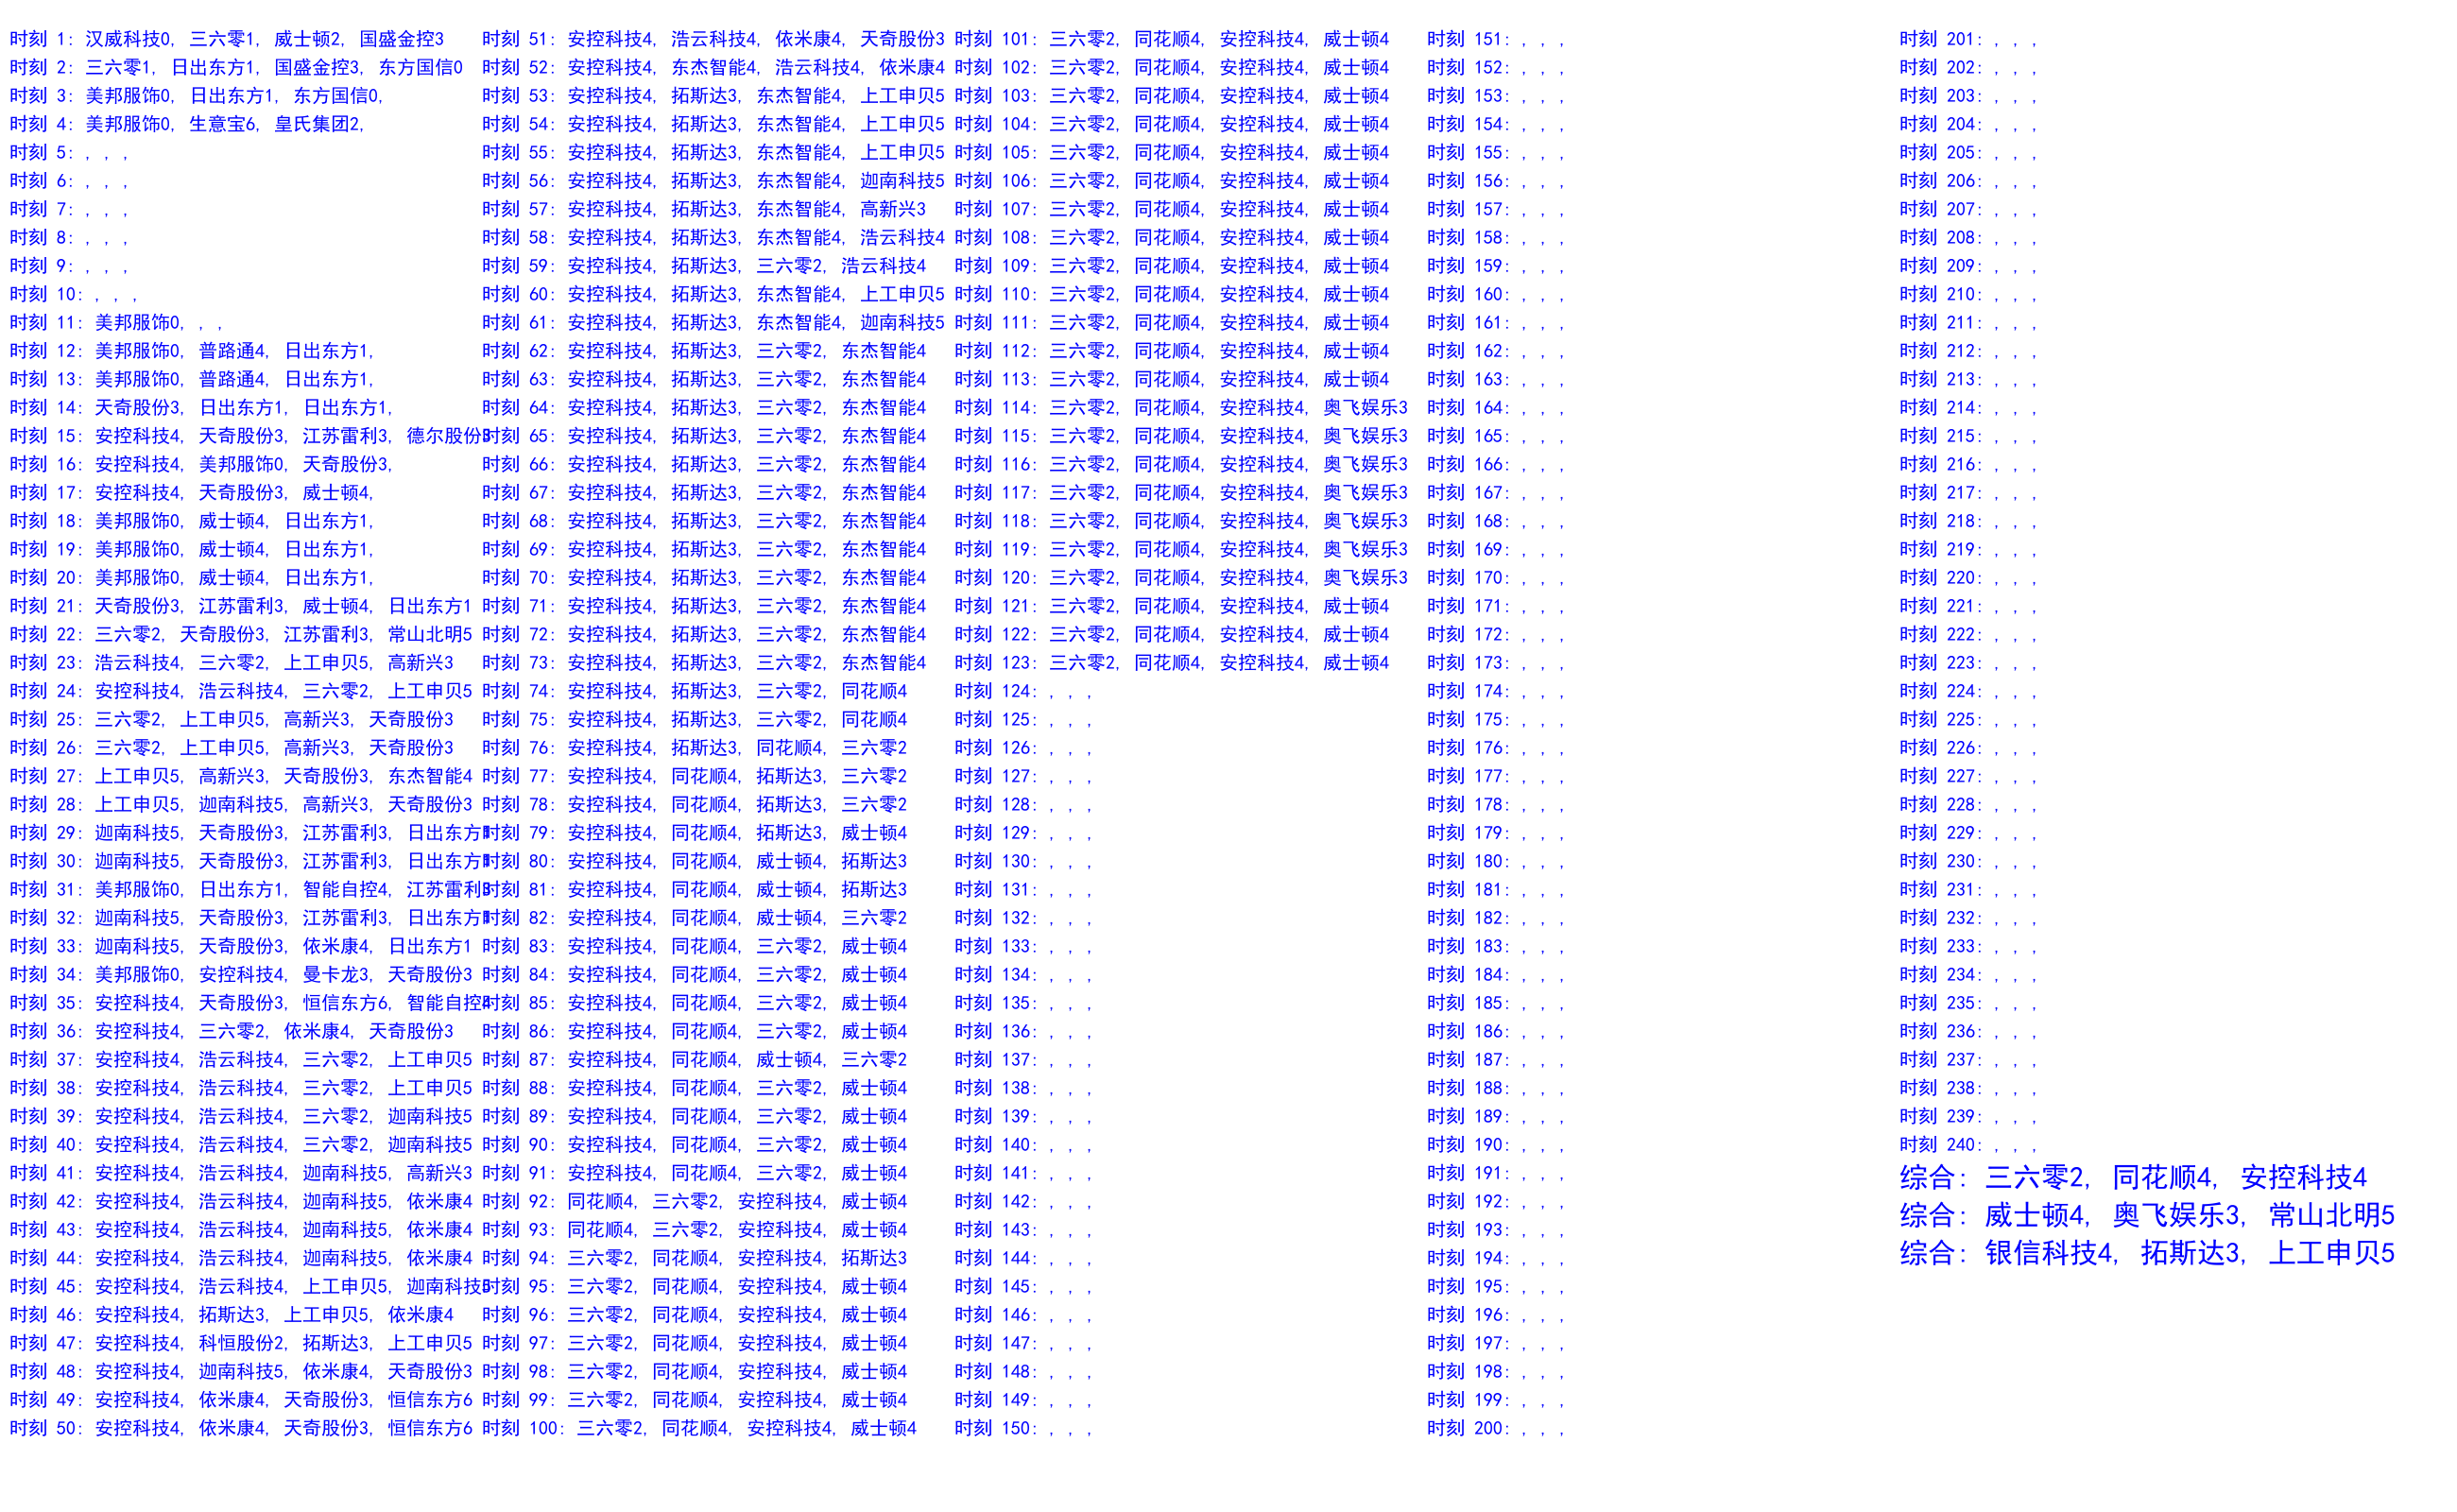 时刻 1: 汉威科技0, 三六零1, 威士顿2, 国盛金控3
时刻 2: 三六零1, 日出东方1, 国盛金控3, 东方国信0
时刻 3: 美邦服饰0, 日出东方1, 东方国信0,
时刻 4: 美邦服饰0, 生意宝6, 皇氏集团2,
时刻 5: , , ,
时刻 6: , , ,
时刻 7: , , ,
时刻 8: , , ,
时刻 9: , , ,
时刻 10: , , ,
时刻 11: 美邦服饰0, , ,
时刻 12: 美邦服饰0, 普路通4, 日出东方1,
时刻 13: 美邦服饰0, 普路通4, 日出东方1,
时刻 14: 天奇股份3, 日出东方1, 日出东方1,
时刻 15: 安控科技4, 天奇股份3, 江苏雷利3, 德尔股份3
时刻 16: 安控科技4, 美邦服饰0, 天奇股份3,
时刻 17: 安控科技4, 天奇股份3, 威士顿4,
时刻 18: 美邦服饰0, 威士顿4, 日出东方1,
时刻 19: 美邦服饰0, 威士顿4, 日出东方1,
时刻 20: 美邦服饰0, 威士顿4, 日出东方1,
时刻 21: 天奇股份3, 江苏雷利3, 威士顿4, 日出东方1
时刻 22: 三六零2, 天奇股份3, 江苏雷利3, 常山北明5
时刻 23: 浩云科技4, 三六零2, 上工申贝5, 高新兴3
时刻 24: 安控科技4, 浩云科技4, 三六零2, 上工申贝5
时刻 25: 三六零2, 上工申贝5, 高新兴3, 天奇股份3
时刻 26: 三六零2, 上工申贝5, 高新兴3, 天奇股份3
时刻 27: 上工申贝5, 高新兴3, 天奇股份3, 东杰智能4
时刻 28: 上工申贝5, 迦南科技5, 高新兴3, 天奇股份3
时刻 29: 迦南科技5, 天奇股份3, 江苏雷利3, 日出东方1
时刻 30: 迦南科技5, 天奇股份3, 江苏雷利3, 日出东方1
时刻 31: 美邦服饰0, 日出东方1, 智能自控4, 江苏雷利3
时刻 32: 迦南科技5, 天奇股份3, 江苏雷利3, 日出东方1
时刻 33: 迦南科技5, 天奇股份3, 依米康4, 日出东方1
时刻 34: 美邦服饰0, 安控科技4, 曼卡龙3, 天奇股份3
时刻 35: 安控科技4, 天奇股份3, 恒信东方6, 智能自控4
时刻 36: 安控科技4, 三六零2, 依米康4, 天奇股份3
时刻 37: 安控科技4, 浩云科技4, 三六零2, 上工申贝5
时刻 38: 安控科技4, 浩云科技4, 三六零2, 上工申贝5
时刻 39: 安控科技4, 浩云科技4, 三六零2, 迦南科技5
时刻 40: 安控科技4, 浩云科技4, 三六零2, 迦南科技5
时刻 41: 安控科技4, 浩云科技4, 迦南科技5, 高新兴3
时刻 42: 安控科技4, 浩云科技4, 迦南科技5, 依米康4
时刻 43: 安控科技4, 浩云科技4, 迦南科技5, 依米康4
时刻 44: 安控科技4, 浩云科技4, 迦南科技5, 依米康4
时刻 45: 安控科技4, 浩云科技4, 上工申贝5, 迦南科技5
时刻 46: 安控科技4, 拓斯达3, 上工申贝5, 依米康4
时刻 47: 安控科技4, 科恒股份2, 拓斯达3, 上工申贝5
时刻 48: 安控科技4, 迦南科技5, 依米康4, 天奇股份3
时刻 49: 安控科技4, 依米康4, 天奇股份3, 恒信东方6
时刻 50: 安控科技4, 依米康4, 天奇股份3, 恒信东方6
时刻 51: 安控科技4, 浩云科技4, 依米康4, 天奇股份3
时刻 52: 安控科技4, 东杰智能4, 浩云科技4, 依米康4
时刻 53: 安控科技4, 拓斯达3, 东杰智能4, 上工申贝5
时刻 54: 安控科技4, 拓斯达3, 东杰智能4, 上工申贝5
时刻 55: 安控科技4, 拓斯达3, 东杰智能4, 上工申贝5
时刻 56: 安控科技4, 拓斯达3, 东杰智能4, 迦南科技5
时刻 57: 安控科技4, 拓斯达3, 东杰智能4, 高新兴3
时刻 58: 安控科技4, 拓斯达3, 东杰智能4, 浩云科技4
时刻 59: 安控科技4, 拓斯达3, 三六零2, 浩云科技4
时刻 60: 安控科技4, 拓斯达3, 东杰智能4, 上工申贝5
时刻 61: 安控科技4, 拓斯达3, 东杰智能4, 迦南科技5
时刻 62: 安控科技4, 拓斯达3, 三六零2, 东杰智能4
时刻 63: 安控科技4, 拓斯达3, 三六零2, 东杰智能4
时刻 64: 安控科技4, 拓斯达3, 三六零2, 东杰智能4
时刻 65: 安控科技4, 拓斯达3, 三六零2, 东杰智能4
时刻 66: 安控科技4, 拓斯达3, 三六零2, 东杰智能4
时刻 67: 安控科技4, 拓斯达3, 三六零2, 东杰智能4
时刻 68: 安控科技4, 拓斯达3, 三六零2, 东杰智能4
时刻 69: 安控科技4, 拓斯达3, 三六零2, 东杰智能4
时刻 70: 安控科技4, 拓斯达3, 三六零2, 东杰智能4
时刻 71: 安控科技4, 拓斯达3, 三六零2, 东杰智能4
时刻 72: 安控科技4, 拓斯达3, 三六零2, 东杰智能4
时刻 73: 安控科技4, 拓斯达3, 三六零2, 东杰智能4
时刻 74: 安控科技4, 拓斯达3, 三六零2, 同花顺4
时刻 75: 安控科技4, 拓斯达3, 三六零2, 同花顺4
时刻 76: 安控科技4, 拓斯达3, 同花顺4, 三六零2
时刻 77: 安控科技4, 同花顺4, 拓斯达3, 三六零2
时刻 78: 安控科技4, 同花顺4, 拓斯达3, 三六零2
时刻 79: 安控科技4, 同花顺4, 拓斯达3, 威士顿4
时刻 80: 安控科技4, 同花顺4, 威士顿4, 拓斯达3
时刻 81: 安控科技4, 同花顺4, 威士顿4, 拓斯达3
时刻 82: 安控科技4, 同花顺4, 威士顿4, 三六零2
时刻 83: 安控科技4, 同花顺4, 三六零2, 威士顿4
时刻 84: 安控科技4, 同花顺4, 三六零2, 威士顿4
时刻 85: 安控科技4, 同花顺4, 三六零2, 威士顿4
时刻 86: 安控科技4, 同花顺4, 三六零2, 威士顿4
时刻 87: 安控科技4, 同花顺4, 威士顿4, 三六零2
时刻 88: 安控科技4, 同花顺4, 三六零2, 威士顿4
时刻 89: 安控科技4, 同花顺4, 三六零2, 威士顿4
时刻 90: 安控科技4, 同花顺4, 三六零2, 威士顿4
时刻 91: 安控科技4, 同花顺4, 三六零2, 威士顿4
时刻 92: 同花顺4, 三六零2, 安控科技4, 威士顿4
时刻 93: 同花顺4, 三六零2, 安控科技4, 威士顿4
时刻 94: 三六零2, 同花顺4, 安控科技4, 拓斯达3
时刻 95: 三六零2, 同花顺4, 安控科技4, 威士顿4
时刻 96: 三六零2, 同花顺4, 安控科技4, 威士顿4
时刻 97: 三六零2, 同花顺4, 安控科技4, 威士顿4
时刻 98: 三六零2, 同花顺4, 安控科技4, 威士顿4
时刻 99: 三六零2, 同花顺4, 安控科技4, 威士顿4
时刻 100: 三六零2, 同花顺4, 安控科技4, 威士顿4
时刻 101: 三六零2, 同花顺4, 安控科技4, 威士顿4
时刻 102: 三六零2, 同花顺4, 安控科技4, 威士顿4
时刻 103: 三六零2, 同花顺4, 安控科技4, 威士顿4
时刻 104: 三六零2, 同花顺4, 安控科技4, 威士顿4
时刻 105: 三六零2, 同花顺4, 安控科技4, 威士顿4
时刻 106: 三六零2, 同花顺4, 安控科技4, 威士顿4
时刻 107: 三六零2, 同花顺4, 安控科技4, 威士顿4
时刻 108: 三六零2, 同花顺4, 安控科技4, 威士顿4
时刻 109: 三六零2, 同花顺4, 安控科技4, 威士顿4
时刻 110: 三六零2, 同花顺4, 安控科技4, 威士顿4
时刻 111: 三六零2, 同花顺4, 安控科技4, 威士顿4
时刻 112: 三六零2, 同花顺4, 安控科技4, 威士顿4
时刻 113: 三六零2, 同花顺4, 安控科技4, 威士顿4
时刻 114: 三六零2, 同花顺4, 安控科技4, 奥飞娱乐3
时刻 115: 三六零2, 同花顺4, 安控科技4, 奥飞娱乐3
时刻 116: 三六零2, 同花顺4, 安控科技4, 奥飞娱乐3
时刻 117: 三六零2, 同花顺4, 安控科技4, 奥飞娱乐3
时刻 118: 三六零2, 同花顺4, 安控科技4, 奥飞娱乐3
时刻 119: 三六零2, 同花顺4, 安控科技4, 奥飞娱乐3
时刻 120: 三六零2, 同花顺4, 安控科技4, 奥飞娱乐3
时刻 121: 三六零2, 同花顺4, 安控科技4, 威士顿4
时刻 122: 三六零2, 同花顺4, 安控科技4, 威士顿4
时刻 123: 三六零2, 同花顺4, 安控科技4, 威士顿4
时刻 124: , , ,
时刻 125: , , ,
时刻 126: , , ,
时刻 127: , , ,
时刻 128: , , ,
时刻 129: , , ,
时刻 130: , , ,
时刻 131: , , ,
时刻 132: , , ,
时刻 133: , , ,
时刻 134: , , ,
时刻 135: , , ,
时刻 136: , , ,
时刻 137: , , ,
时刻 138: , , ,
时刻 139: , , ,
时刻 140: , , ,
时刻 141: , , ,
时刻 142: , , ,
时刻 143: , , ,
时刻 144: , , ,
时刻 145: , , ,
时刻 146: , , ,
时刻 147: , , ,
时刻 148: , , ,
时刻 149: , , ,
时刻 150: , , ,
时刻 151: , , ,
时刻 152: , , ,
时刻 153: , , ,
时刻 154: , , ,
时刻 155: , , ,
时刻 156: , , ,
时刻 157: , , ,
时刻 158: , , ,
时刻 159: , , ,
时刻 160: , , ,
时刻 161: , , ,
时刻 162: , , ,
时刻 163: , , ,
时刻 164: , , ,
时刻 165: , , ,
时刻 166: , , ,
时刻 167: , , ,
时刻 168: , , ,
时刻 169: , , ,
时刻 170: , , ,
时刻 171: , , ,
时刻 172: , , ,
时刻 173: , , ,
时刻 174: , , ,
时刻 175: , , ,
时刻 176: , , ,
时刻 177: , , ,
时刻 178: , , ,
时刻 179: , , ,
时刻 180: , , ,
时刻 181: , , ,
时刻 182: , , ,
时刻 183: , , ,
时刻 184: , , ,
时刻 185: , , ,
时刻 186: , , ,
时刻 187: , , ,
时刻 188: , , ,
时刻 189: , , ,
时刻 190: , , ,
时刻 191: , , ,
时刻 192: , , ,
时刻 193: , , ,
时刻 194: , , ,
时刻 195: , , ,
时刻 196: , , ,
时刻 197: , , ,
时刻 198: , , ,
时刻 199: , , ,
时刻 200: , , ,
时刻 201: , , ,
时刻 202: , , ,
时刻 203: , , ,
时刻 204: , , ,
时刻 205: , , ,
时刻 206: , , ,
时刻 207: , , ,
时刻 208: , , ,
时刻 209: , , ,
时刻 210: , , ,
时刻 211: , , ,
时刻 212: , , ,
时刻 213: , , ,
时刻 214: , , ,
时刻 215: , , ,
时刻 216: , , ,
时刻 217: , , ,
时刻 218: , , ,
时刻 219: , , ,
时刻 220: , , ,
时刻 221: , , ,
时刻 222: , , ,
时刻 223: , , ,
时刻 224: , , ,
时刻 225: , , ,
时刻 226: , , ,
时刻 227: , , ,
时刻 228: , , ,
时刻 229: , , ,
时刻 230: , , ,
时刻 231: , , ,
时刻 232: , , ,
时刻 233: , , ,
时刻 234: , , ,
时刻 235: , , ,
时刻 236: , , ,
时刻 237: , , ,
时刻 238: , , ,
时刻 239: , , ,
时刻 240: , , ,
综合: 三六零2, 同花顺4, 安控科技4
综合: 威士顿4, 奥飞娱乐3, 常山北明5
综合: 银信科技4, 拓斯达3, 上工申贝5